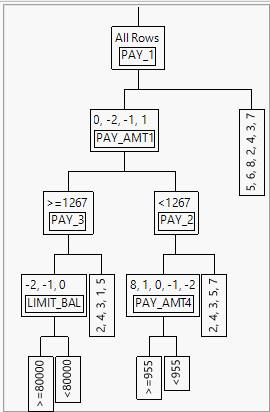 All Rows
PAY_1
0, -2, -1, 1
PAY_AMT1
5, 6, 8, 2, 4, 3, 7
>=1267
PAY_3
<1267
PAY_2
-2, -1, 0
LIMIT_BAL
2, 4, 3, 1, 5
8, 1, 0, -1, -2
PAY_AMT4
2, 4, 3, 5, 7
>=80000
<80000
>=955
<955